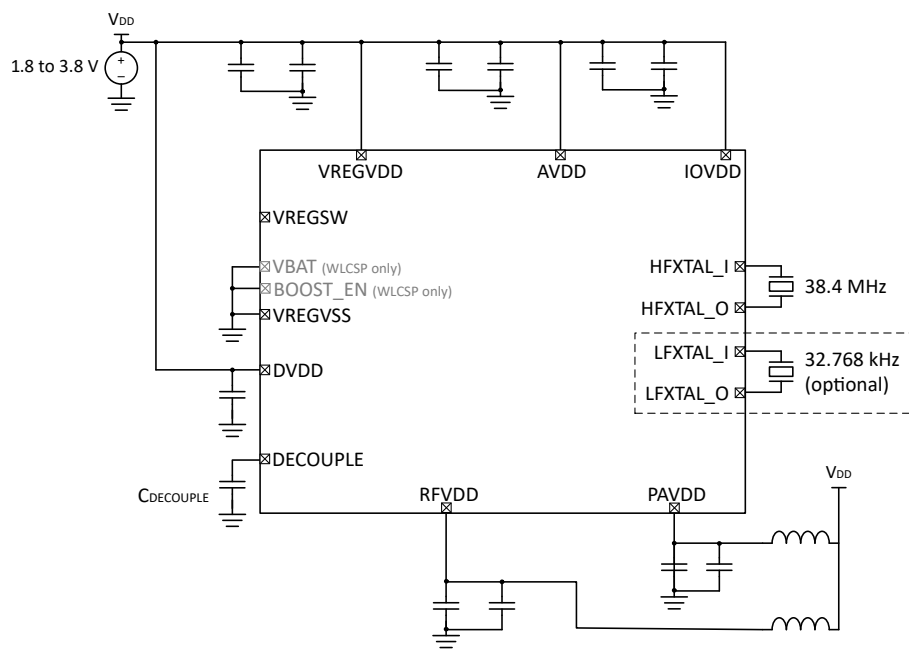 VDD
1.8 to 3.8 V
+
−
VREGVDD
AVDD
IOVDD
VREGSW
VBAT (WLCSP only)
BOOST_EN (WLCSP only)
VREGVSS
DVDD
DECOUPLE
CDECOUPLE
HFXTAL_I
38.4 MHz
HFXTAL_O
LFXTAL_I
32.768 kHz
(optional)
LFXTAL_O
RFVDD
PAVDD
VDD